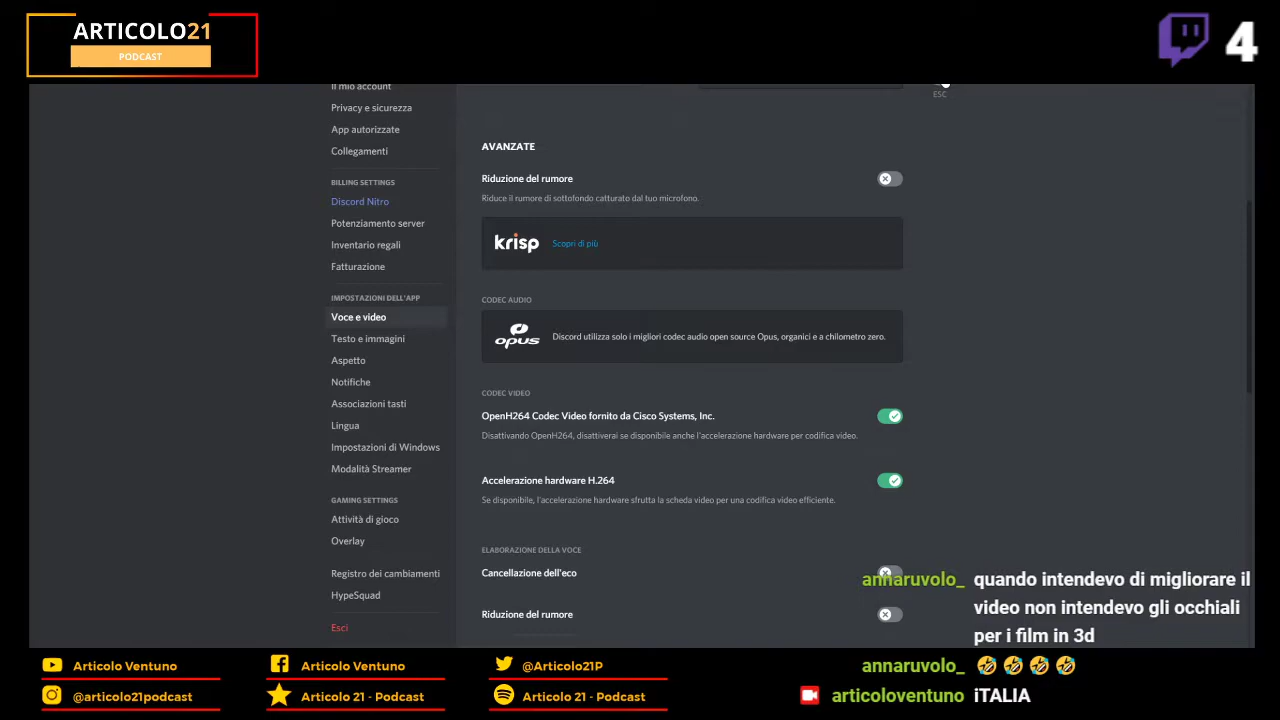 ARTICOLO21
PODCAST
4
Il mio account
Privacy e sicurezza
App autorizzate
Collegamenti
BILLING SETTINGS
Discord Nitro
Potenziamento server
Inventario regali
Fatturazione
IMPOSTAZIONI DELL'APP
Voce e video
Testo e immagini
Aspetto
Notifiche
Associazioni tasti
Lingua
Impostazioni di Windows
Modalità Streamer
GAMING SETTINGS
Attività di gioco
Overlay
Registro dei cambiamenti
HypeSquad
Esci
ESC
AVANZATE
Riduzione del rumore
Riduce il rumore di sottofondo catturato dal tuo microfono.
krisp Scopri di più
CODEC AUDIO
opus Discord utilizza solo i migliori codec audio open source Opus, organici e a chilometro zero.
CODEC VIDEO
OpenH264 Codec Video fornito da Cisco Systems, Inc.
Disattivando OpenH264, disattiverai se disponibile anche l'accelerazione hardware per codifica video.
Accelerazione hardware H.264
Se disponibile, l'accelerazione hardware sfrutta la scheda video per una codifica video efficiente.
ELABORAZIONE DELLA VOCE
Cancellazione dell'eco
Riduzione del rumore
annaruvolo_ quando intendevo di migliorare il
video non intendevo gli occhiali
per i film in 3d
annaruvolo_ 🤣🤣🤣🤣
articoloventuno iTALIA
Articolo Ventuno
Articolo Ventuno
@Articolo21P
@articolo21podcast
Articolo 21 - Podcast
Articolo 21 - Podcast